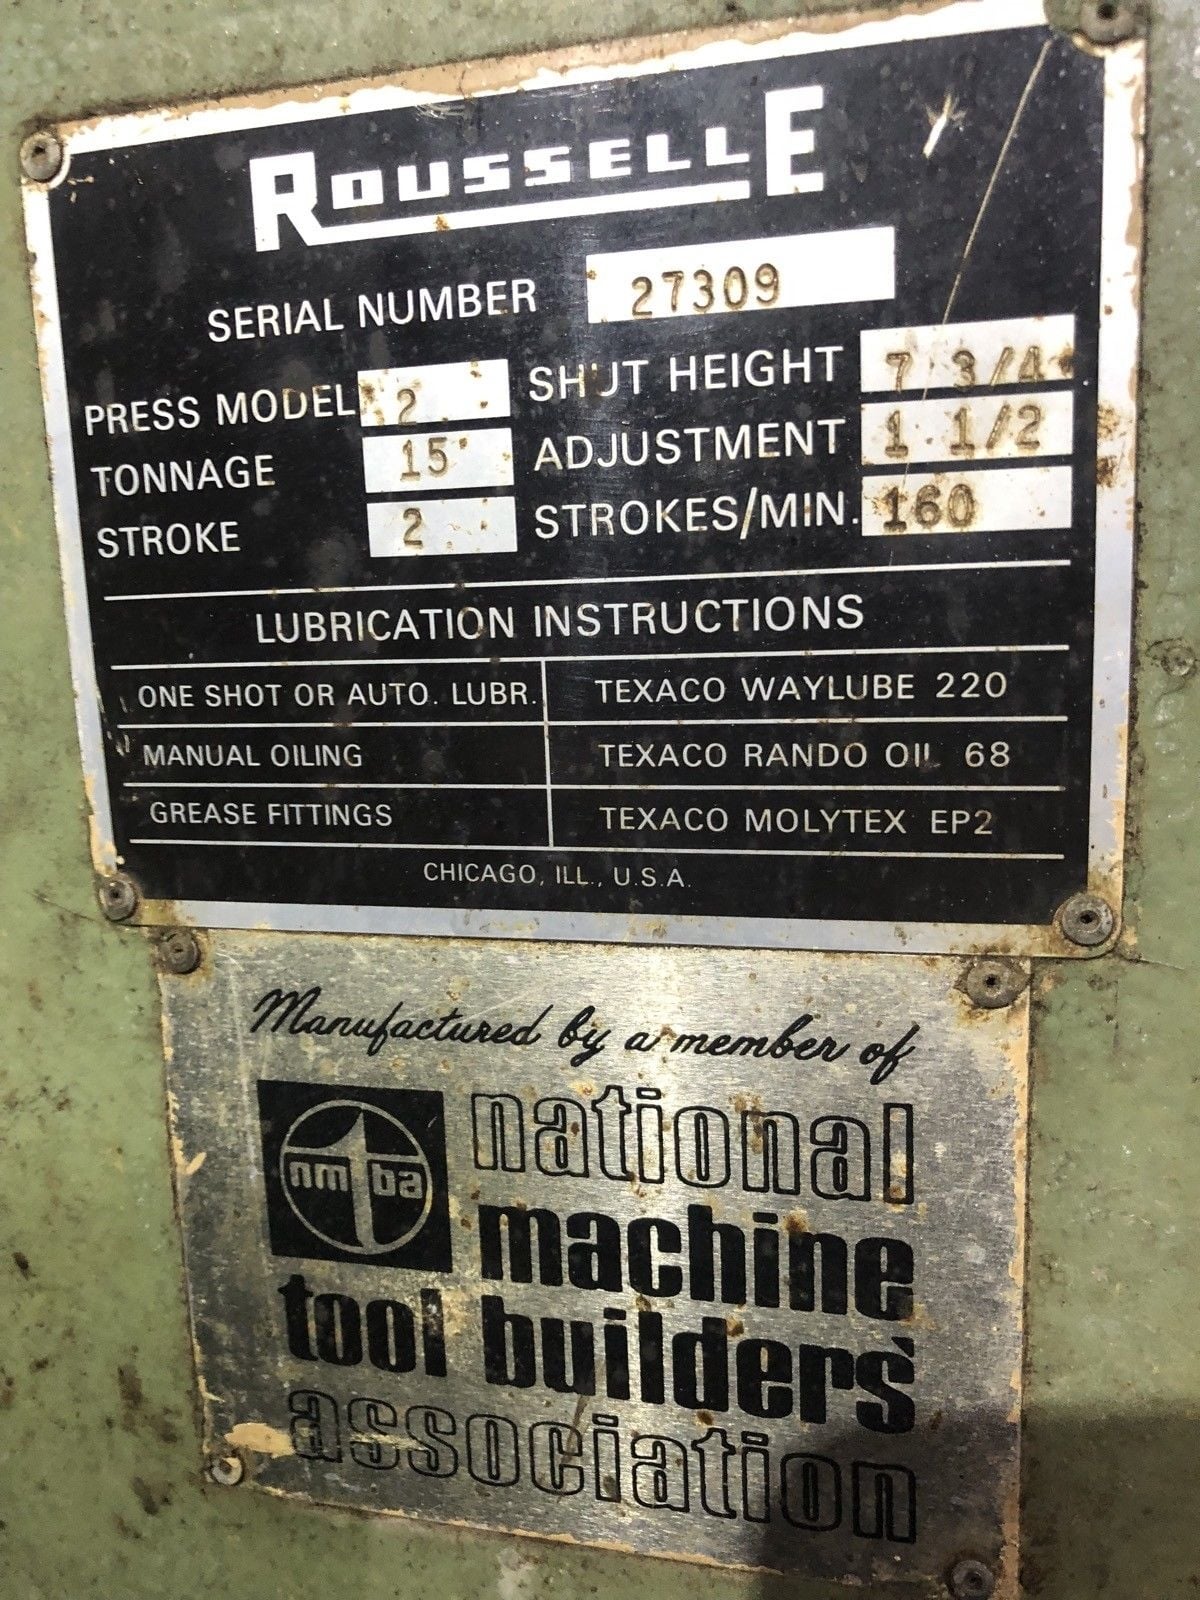 ROUSSELLE
SERIAL NUMBER 27309
PRESS MODEL 2 SHUT HEIGHT 7 3/4
TONNAGE 15 ADJUSTMENT 1 1/2
STROKE 2 STROKES/MIN. 160
LUBRICATION INSTRUCTIONS
ONE SHOT OR AUTO. LUBR. TEXACO WAYLUBE 220
MANUAL OILING TEXACO RANDO OIL 68
GREASE FITTINGS TEXACO MOLYTEX EP2
CHICAGO, ILL., U.S.A.
Manufactured by a member of
nmtba national
machine
tool builders'
association